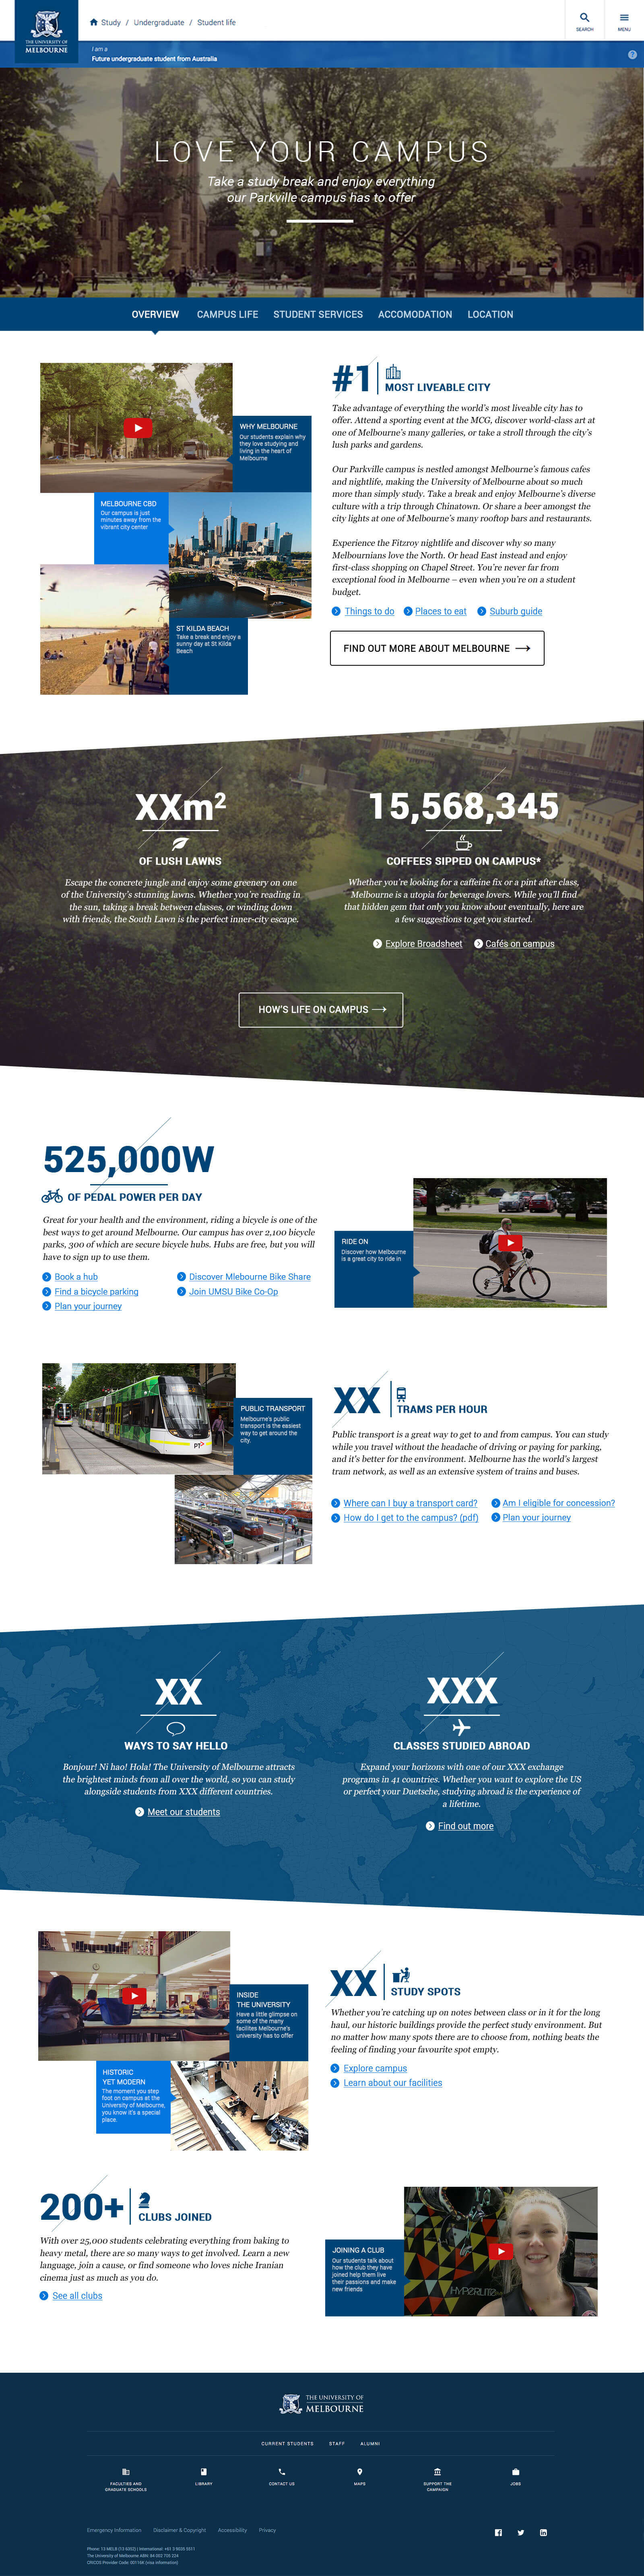 THE UNIVERSITY OF
MELBOURNE
Study / Undergraduate / Student life
SEARCH
MENU
I am a
Future undergraduate student from Australia
?
LOVE YOUR CAMPUS
Take a study break and enjoy everything
our Parkville campus has to offer
OVERVIEW CAMPUS LIFE STUDENT SERVICES ACCOMODATION LOCATION
WHY MELBOURNE
Our students explain why
they love studying and
living in the heart of
Melbourne
MELBOURNE CBD
Our campus is just
minutes away from the
vibrant city center
ST KILDA BEACH
Take a break and enjoy a
sunny day at St Kilda
Beach
#1
MOST LIVEABLE CITY
Take advantage of everything the world's most liveable city has to
offer. Attend a sporting event at the MCG, discover world-class art at
one of Melbourne's many galleries, or take a stroll through the city's
lush parks and gardens.
Our Parkville campus is nestled amongst Melbourne's famous cafes
and nightlife, making the University of Melbourne about so much
more than simply study. Take a break and enjoy Melbourne's diverse
culture with a trip through Chinatown. Or share a beer amongst the
city lights at one of Melbourne's many rooftop bars and restaurants.
Experience the Fitzroy nightlife and discover why so many
Melbournians love the North. Or head East instead and enjoy
first-class shopping on Chapel Street. You're never far from
exceptional food in Melbourne – even when you're on a student
budget.
Things to do Places to eat Suburb guide
FIND OUT MORE ABOUT MELBOURNE
XXm²
OF LUSH LAWNS
Escape the concrete jungle and enjoy some greenery on one
of the University's stunning lawns. Whether you're reading in
the sun, taking a break between classes, or winding down
with friends, the South Lawn is the perfect inner-city escape.
15,568,345
COFFEES SIPPED ON CAMPUS*
Whether you're looking for a caffeine fix or a pint after class,
Melbourne is a utopia for beverage lovers. While you'll find
that hidden gem that only you know about eventually, here are
a few suggestions to get you started.
Explore Broadsheet Cafés on campus
HOW'S LIFE ON CAMPUS
525,000W
OF PEDAL POWER PER DAY
Great for your health and the environment, riding a bicycle is one of the
best ways to get around Melbourne. Our campus has over 2,100 bicycle
parks, 300 of which are secure bicycle hubs. Hubs are free, but you will
have to sign up to use them.
Book a hub
Find a bicycle parking
Plan your journey
Discover Mlebourne Bike Share
Join UMSU Bike Co-Op
RIDE ON
Discover how Melbourne
is a great city to ride in
PUBLIC TRANSPORT
Melbourne's public
transport is the easiest
way to get around the
city.
XX
TRAMS PER HOUR
Public transport is a great way to get to and from campus. You can study
while you travel without the headache of driving or paying for parking,
and it's better for the environment. Melbourne has the world's largest
tram network, as well as an extensive system of trains and buses.
Where can I buy a transport card?
How do I get to the campus? (pdf)
Am I eligible for concession?
Plan your journey
XX
WAYS TO SAY HELLO
Bonjour! Ni hao! Hola! The University of Melbourne attracts
the brightest minds from all over the world, so you can study
alongside students from XXX different countries.
Meet our students
XXX
CLASSES STUDIED ABROAD
Expand your horizons with one of our XXX exchange
programs in 41 countries. Whether you want to explore the US
or perfect your Duetsche, studying abroad is the experience of
a lifetime.
Find out more
INSIDE
THE UNIVERSITY
Have a little glimpse on
some of the many
facilites Melbourne's
university has to offer
HISTORIC
YET MODERN
The moment you step
foot on campus at the
University of Melbourne,
you know it's a special
place.
XX
STUDY SPOTS
Whether you're catching up on notes between class or in it for the long
haul, our historic buildings provide the perfect study environment. But
no matter how many spots there are to choose from, nothing beats the
feeling of finding your favourite spot empty.
Explore campus
Learn about our facilities
200+
CLUBS JOINED
With over 25,000 students celebrating everything from baking to
heavy metal, there are so many ways to get involved. Learn a new
language, join a cause, or find someone who loves niche Iranian
cinema just as much as you do.
See all clubs
JOINING A CLUB
Our students talk about
how the club they have
joined help them live
their passions and make
new friends
THE UNIVERSITY OF
MELBOURNE
CURRENT STUDENTS STAFF ALUMNI
FACULTIES AND
GRADUATE SCHOOLS
LIBRARY
CONTACT US
MAPS
SUPPORT THE
CAMPAIGN
JOBS
Emergency Information Disclaimer & Copyright Accessibility Privacy
The University of Melbourne ABN: 84 002 705 224